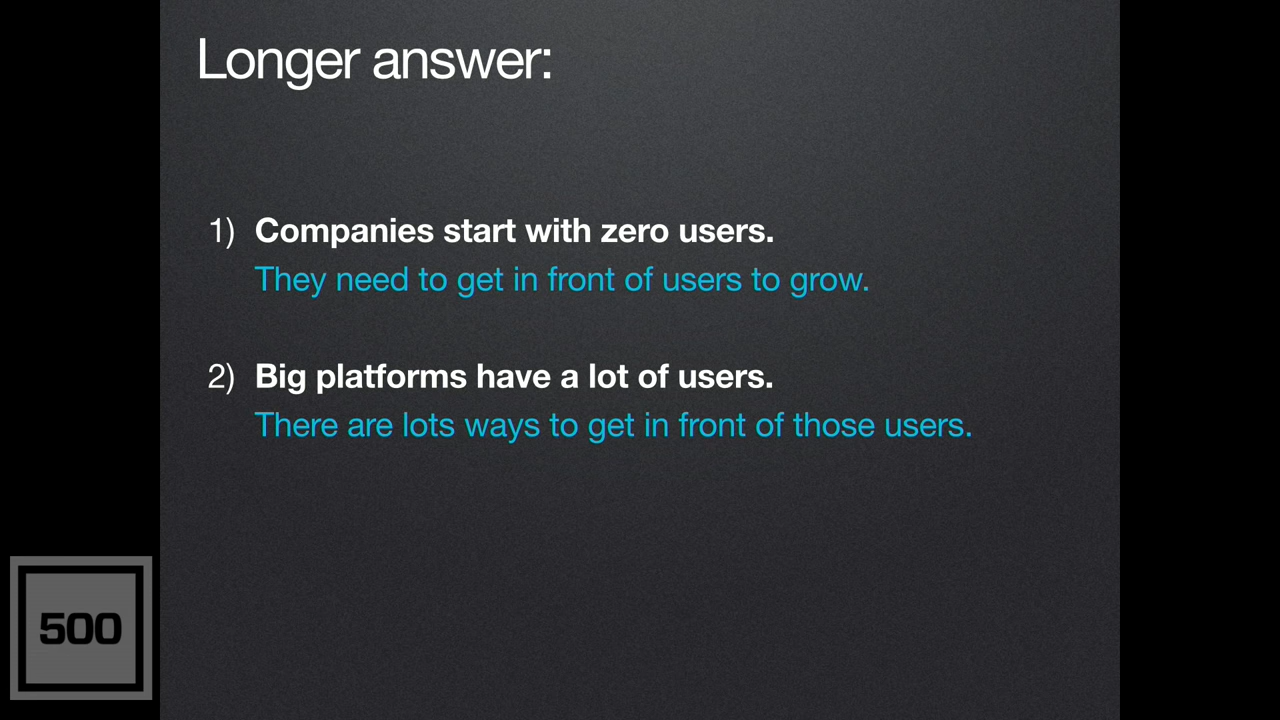 Longer answer:
1) Companies start with zero users.
They need to get in front of users to grow.
2) Big platforms have a lot of users.
There are lots ways to get in front of those users.
500